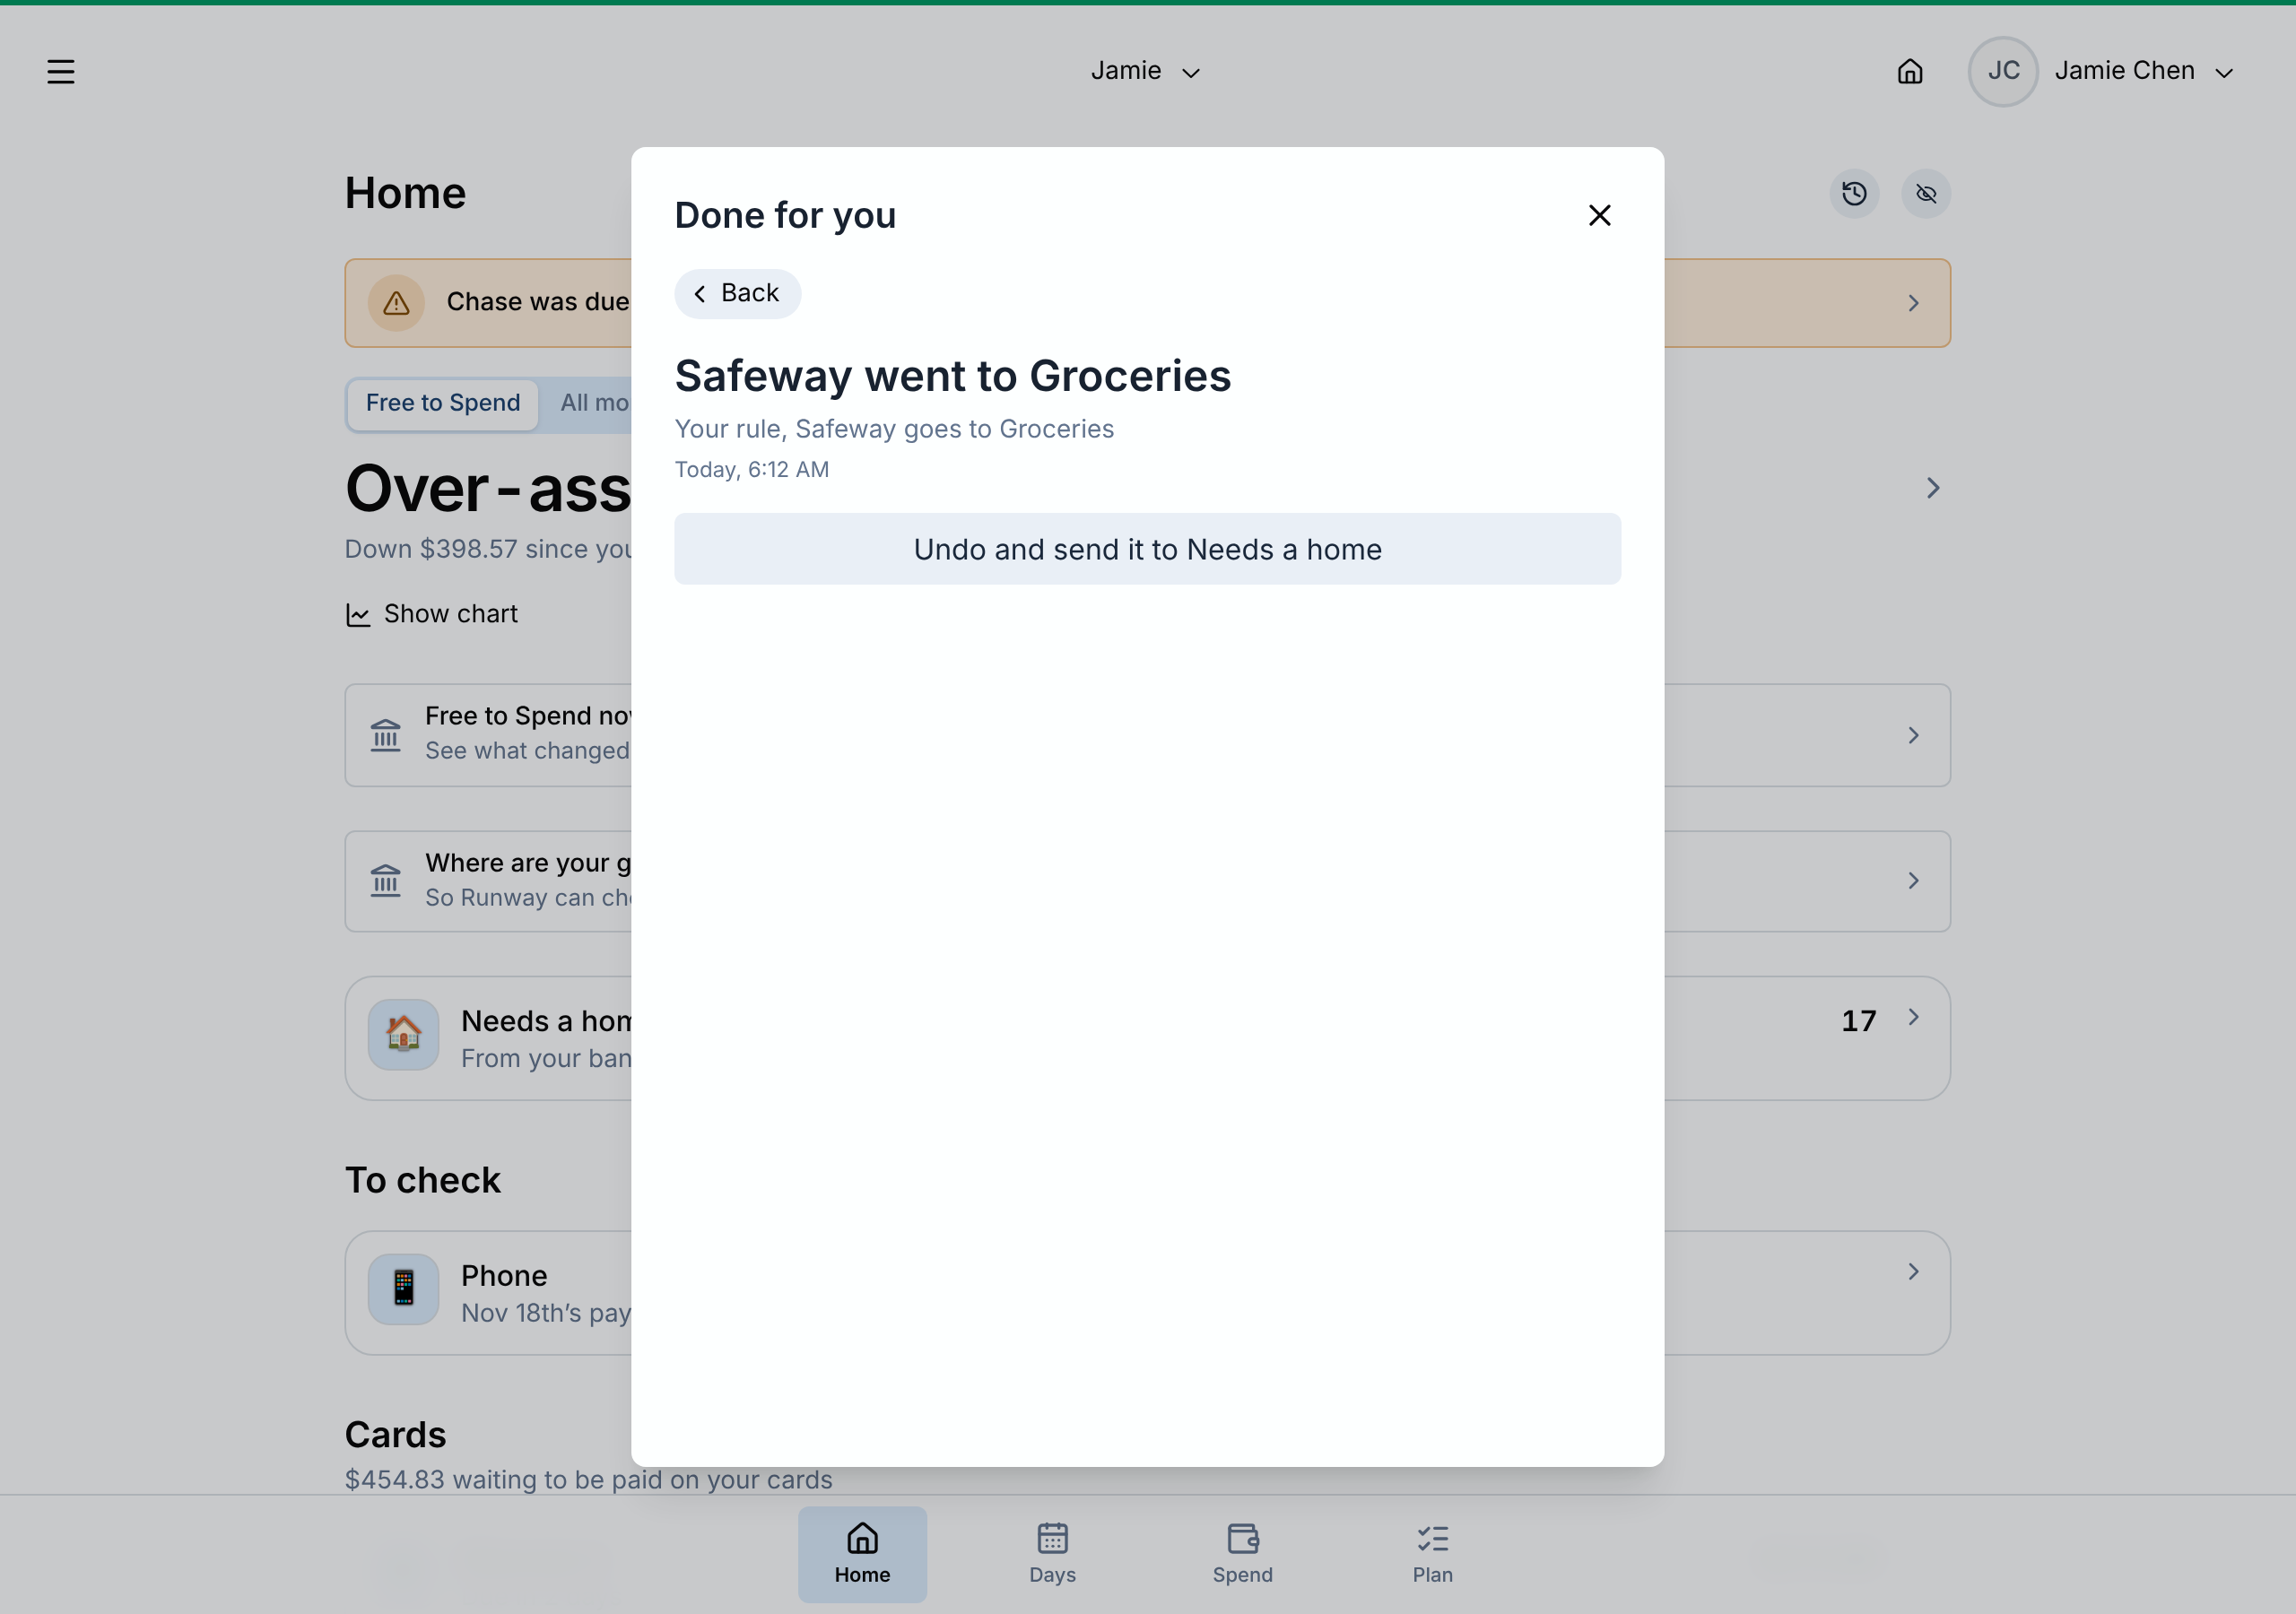 Jamie
JC
Jamie Chen
Home
Chase was due
Free to Spend
All mo
Over-ass
Down $398.57 since you
Show chart
Free to Spend now
See what changed
Where are your g
So Runway can che
Needs a hom
From your ban
17
To check
Phone
Nov 18th’s pay
Cards
$454.83 waiting to be paid on your cards
Done for you
Back
Safeway went to Groceries
Your rule, Safeway goes to Groceries
Today, 6:12 AM
Undo and send it to Needs a home
Home
Days
Spend
Plan